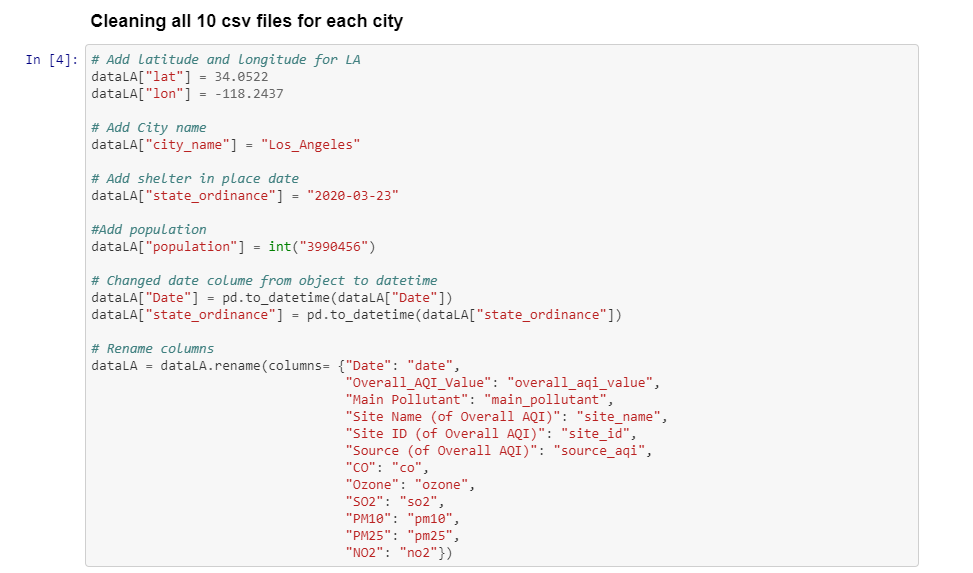 Cleaning all 10 csv files for each city
In [4]: # Add latitude and longitude for LA
dataLA["lat"] = 34.0522
dataLA["lon"] = -118.2437
# Add City name
dataLA["city_name"] = "Los_Angeles"
# Add shelter in place date
dataLA["state_ordinance"] = "2020-03-23"
#Add population
dataLA["population"] = int("3990456")
# Changed date colume from object to datetime
dataLA["Date"] = pd.to_datetime(dataLA["Date"])
dataLA["state_ordinance"] = pd.to_datetime(dataLA["state_ordinance"])
# Rename columns
dataLA = dataLA.rename(columns= {"Date": "date",
"Overall_AQI_Value": "overall_aqi_value",
"Main Pollutant": "main_pollutant",
"Site Name (of Overall AQI)": "site_name",
"Site ID (of Overall AQI)": "site_id",
"Source (of Overall AQI)": "source_aqi",
"CO": "co",
"Ozone": "ozone",
"SO2": "so2",
"PM10": "pm10",
"PM25": "pm25",
"NO2": "no2"})